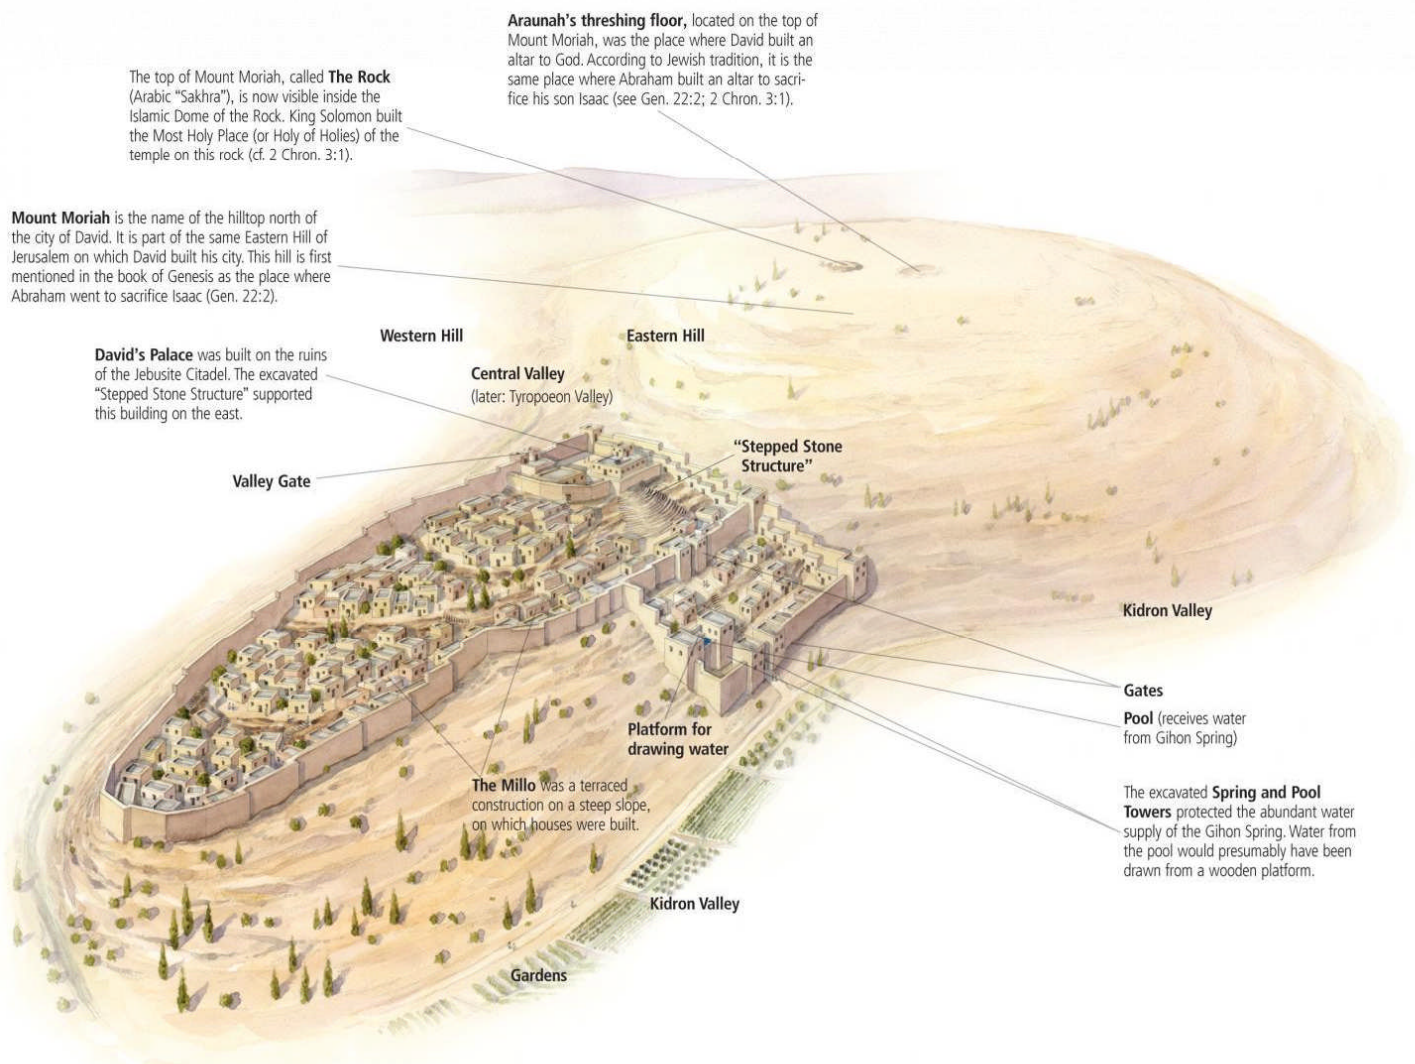 Araunah’s threshing floor, located on the top of
Mount Moriah, was the place where David built an
altar to God. According to Jewish tradition, it is the
same place where Abraham built an altar to sacri-
fice his son Isaac (see Gen. 22:2; 2 Chron. 3:1).
The top of Mount Moriah, called The Rock
(Arabic “Sakhra”), is now visible inside the
Islamic Dome of the Rock. King Solomon built
the Most Holy Place (or Holy of Holies) of the
temple on this rock (cf. 2 Chron. 3:1).
Mount Moriah is the name of the hilltop north of
the city of David. It is part of the same Eastern Hill of
Jerusalem on which David built his city. This hill is first
mentioned in the book of Genesis as the place where
Abraham went to sacrifice Isaac (Gen. 22:2).
Western Hill
Eastern Hill
David’s Palace was built on the ruins
of the Jebusite Citadel. The excavated
“Stepped Stone Structure” supported
this building on the east.
Central Valley
(later: Tyropoeon Valley)
“Stepped Stone
Structure”
Valley Gate
Kidron Valley
Gates
Pool (receives water
from Gihon Spring)
Platform for
drawing water
The Millo was a terraced
construction on a steep slope,
on which houses were built.
The excavated Spring and Pool
Towers protected the abundant water
supply of the Gihon Spring. Water from
the pool would presumably have been
drawn from a wooden platform.
Kidron Valley
Gardens